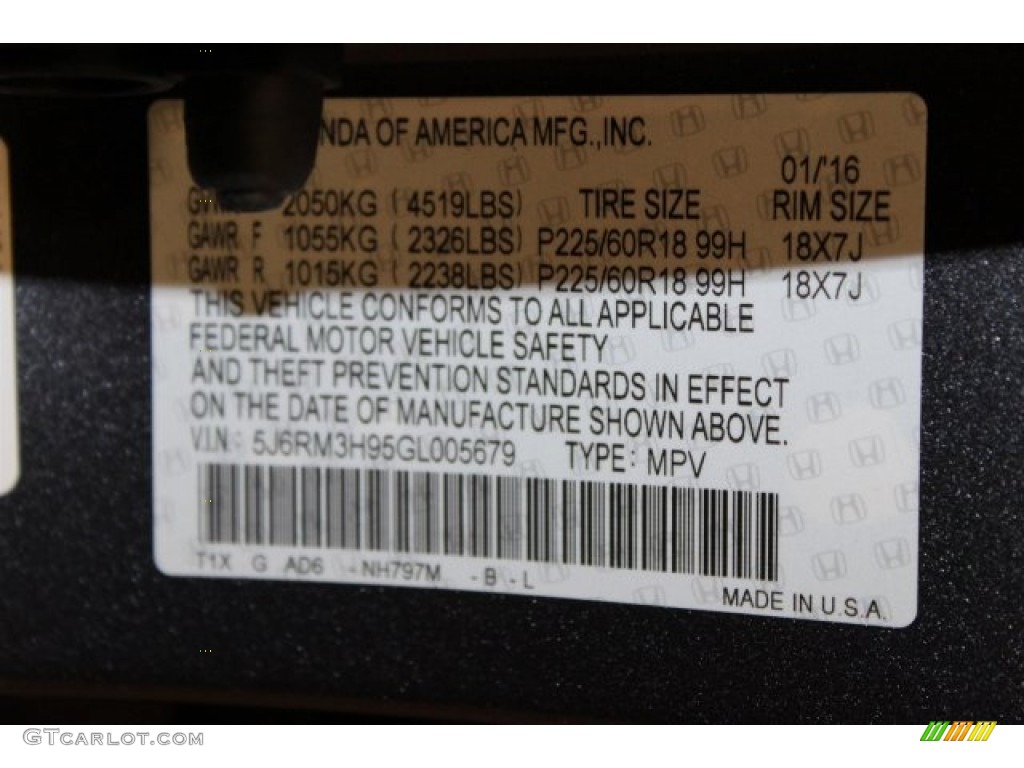 NDA OF AMERICA MFG.,INC.
01/'16
2050KG (4519LBS) TIRE SIZE RIM SIZE
GAWR F 1055KG (2326LBS) P225/60R18 99H 18X7J
GAWR R 1015KG (2238LBS) P225/60R18 99H 18X7J
THIS VEHICLE CONFORMS TO ALL APPLICABLE
FEDERAL MOTOR VEHICLE SAFETY
AND THEFT PREVENTION STANDARDS IN EFFECT
ON THE DATE OF MANUFACTURE SHOWN ABOVE.
V.I.N: 5J6RM3H95GL005679 TYPE: MPV
T1X G AD6 -NH797M -B-L
MADE IN U.S.A.
GTCARLOT.COM